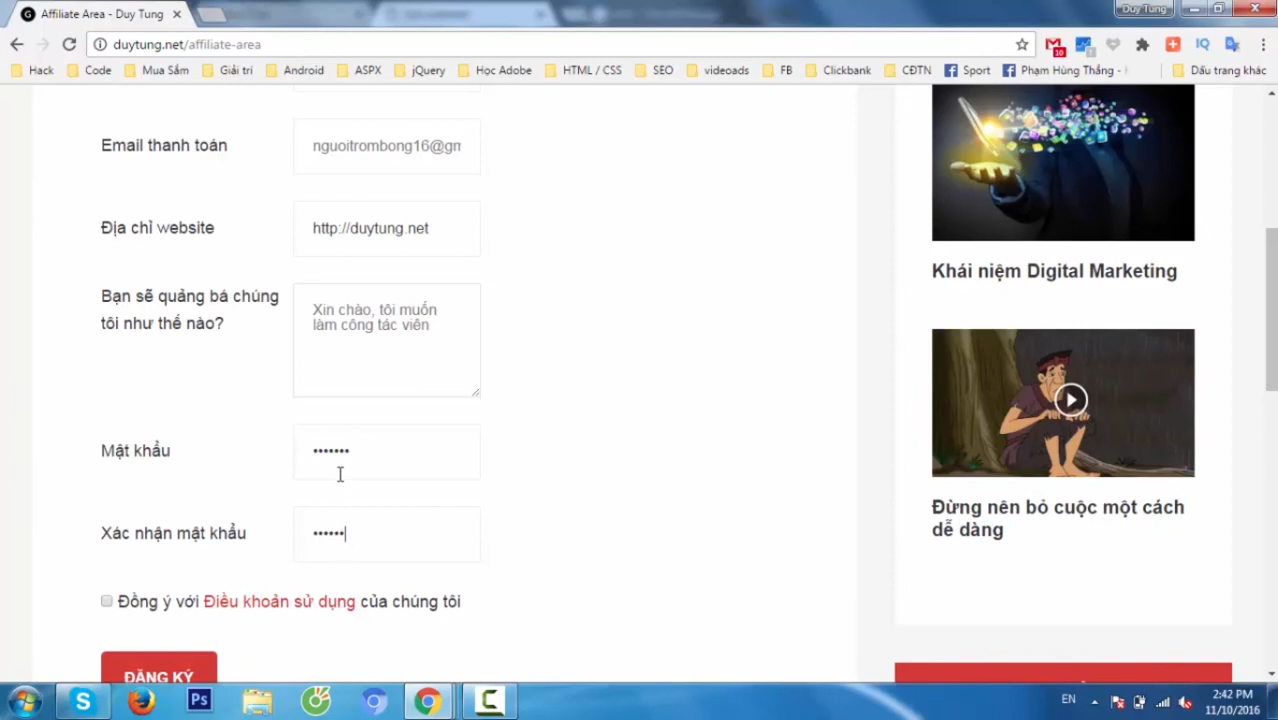 Affiliate Area - Duy Tung
Duy Tung
duytung.net/affiliate-area
10
1
IQ
Hack
Code
Mua Sắm
Giải trí
Android
jQuery
Học Adobe
HTML / CSS
SEO
videoads
FB
Clickbank
CĐTN
Sport
Phạm Hùng Thắng -
Dấu trang khác
Email thanh toán
nguoitrombong16@gm
Địa chỉ website
http://duytung.net
Bạn sẽ quảng bá chúng
tôi như thế nào?
Xin chào, tôi muốn
làm công tác viên
Mật khẩu
•••••••
Xác nhận mật khẩu
••••••
Đồng ý với Điều khoản sử dụng của chúng tôi
ĐĂNG KÝ
Khái niệm Digital Marketing
Đừng nên bỏ cuộc một cách
dễ dàng
EN
2:42 PM
11/10/2016